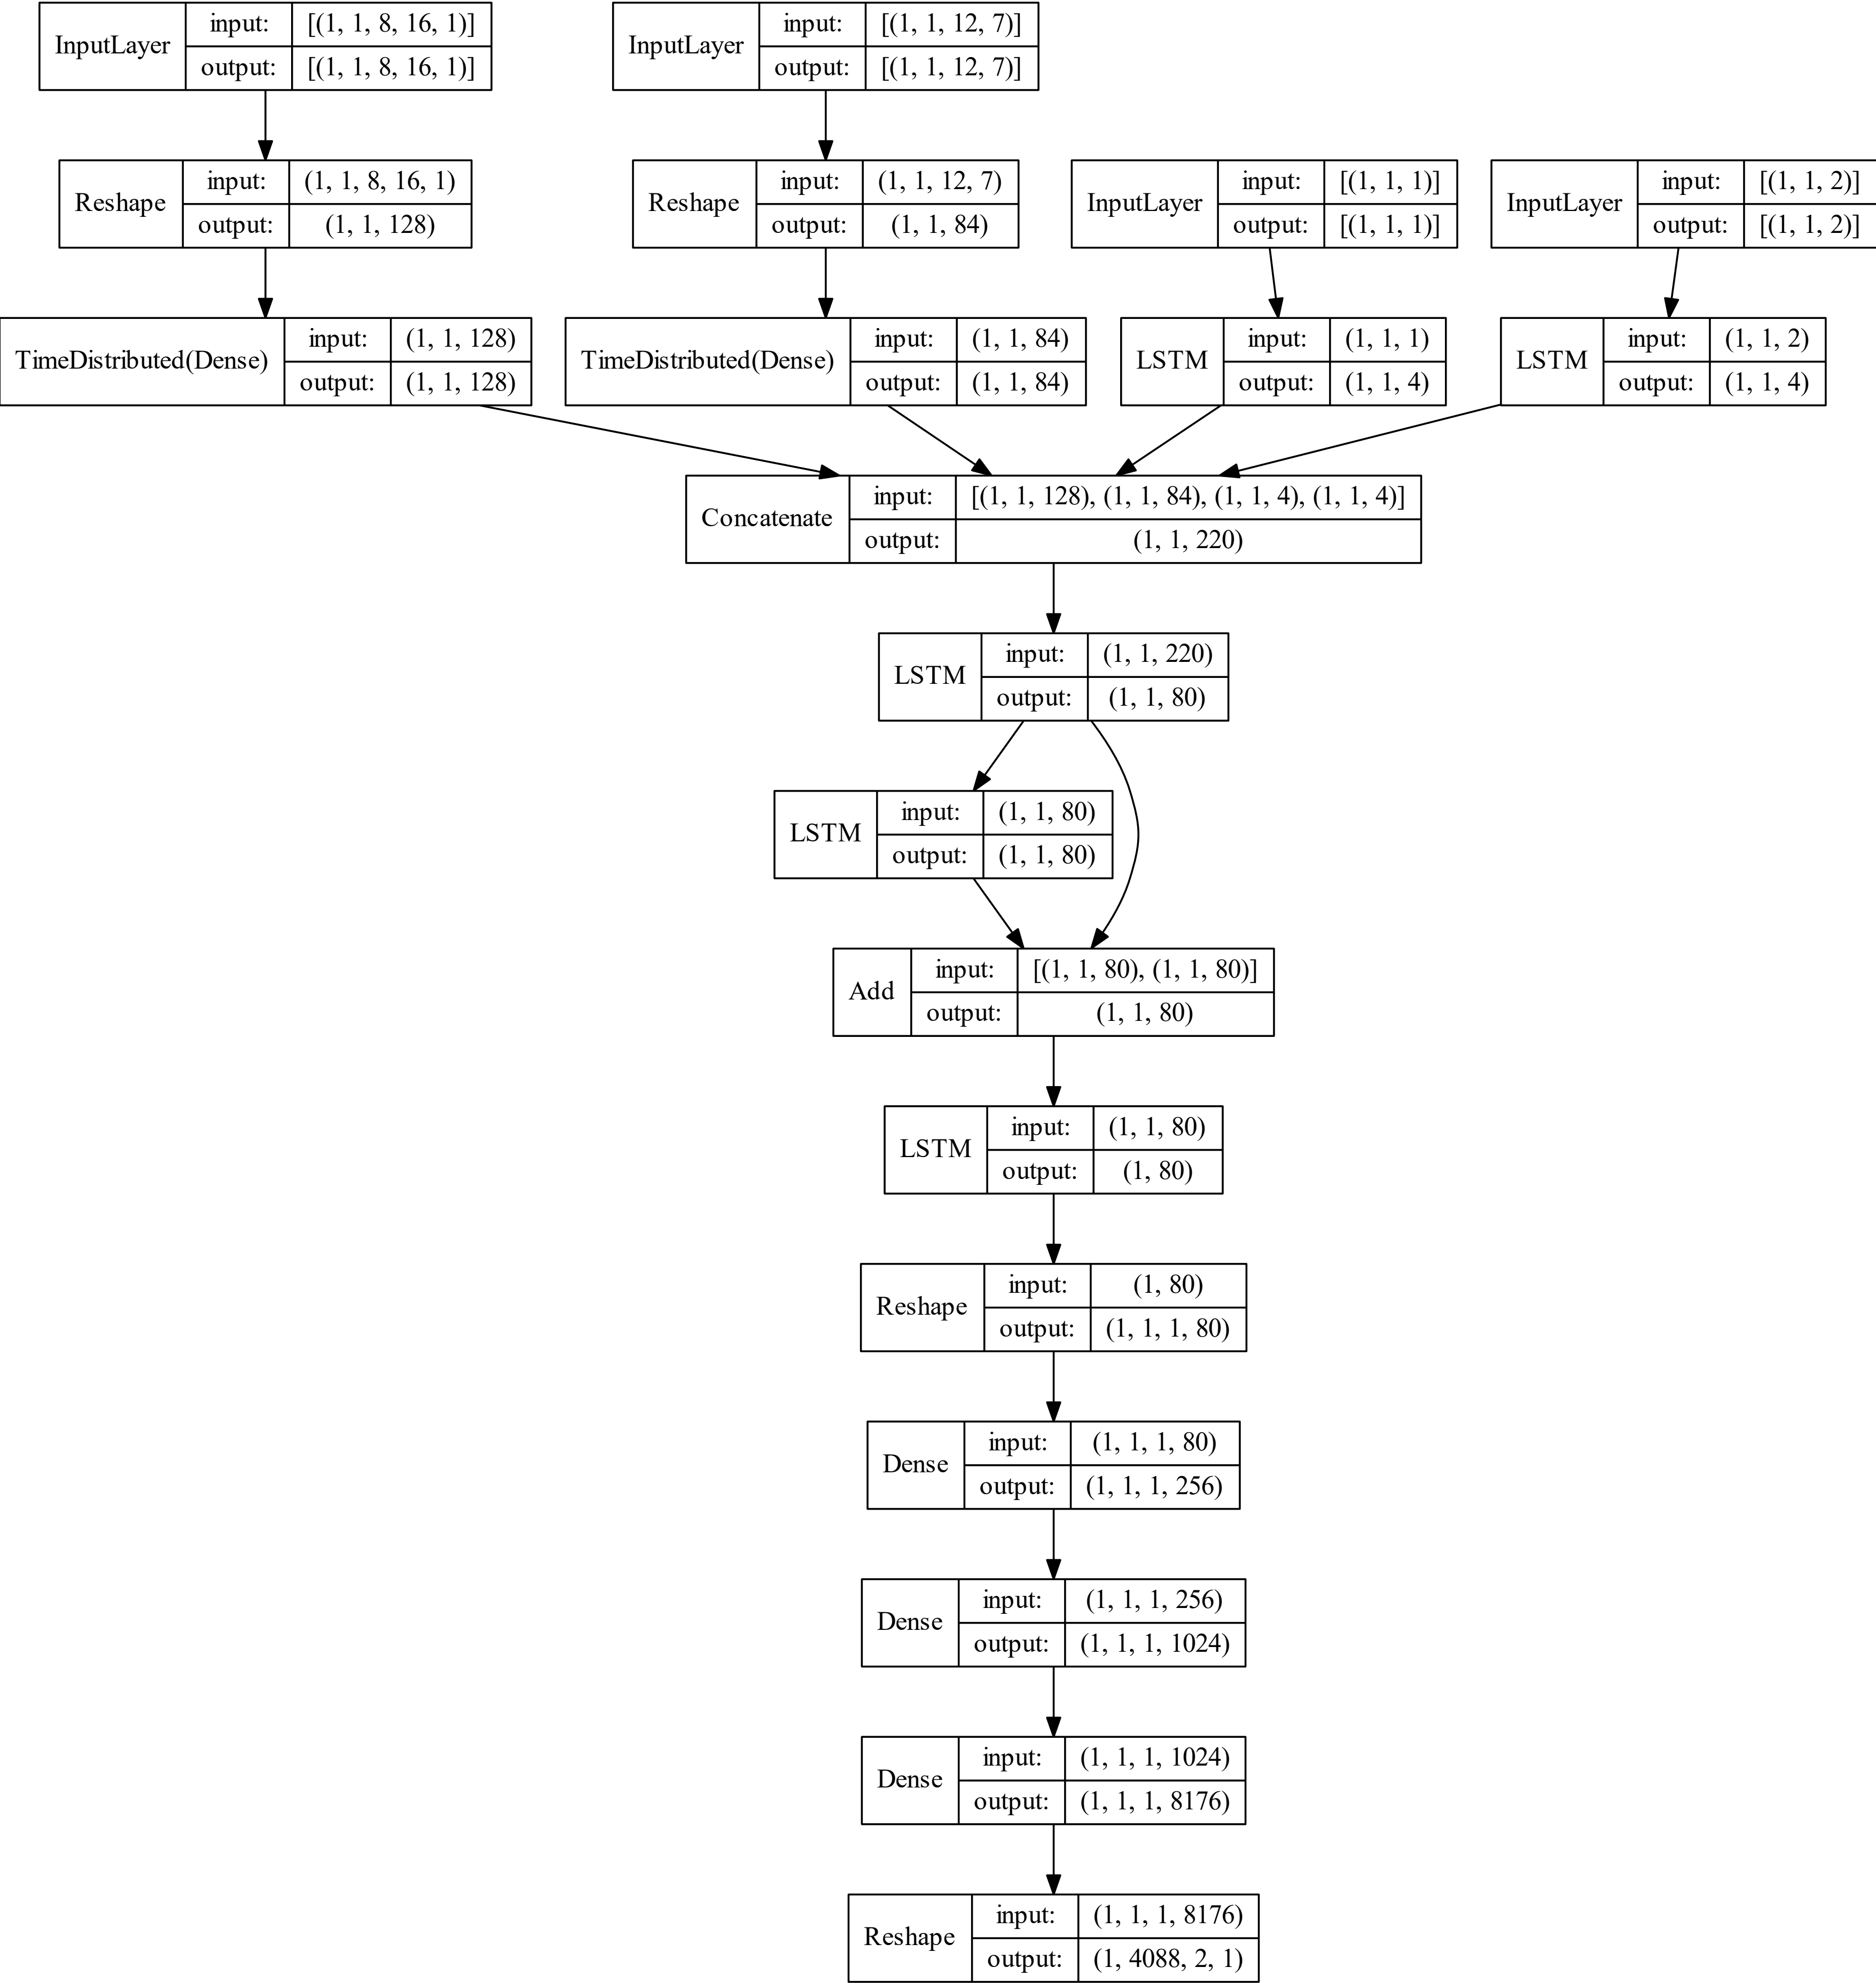 InputLayer
input: [(1, 1, 8, 16, 1)]
output: [(1, 1, 8, 16, 1)]
InputLayer
input: [(1, 1, 12, 7)]
output: [(1, 1, 12, 7)]
Reshape
input: (1, 1, 8, 16, 1)
output: (1, 1, 128)
Reshape
input: (1, 1, 12, 7)
output: (1, 1, 84)
InputLayer
input: [(1, 1, 1)]
output: [(1, 1, 1)]
InputLayer
input: [(1, 1, 2)]
output: [(1, 1, 2)]
TimeDistributed(Dense)
input: (1, 1, 128)
output: (1, 1, 128)
TimeDistributed(Dense)
input: (1, 1, 84)
output: (1, 1, 84)
LSTM
input: (1, 1, 1)
output: (1, 1, 4)
LSTM
input: (1, 1, 2)
output: (1, 1, 4)
Concatenate
input: [(1, 1, 128), (1, 1, 84), (1, 1, 4), (1, 1, 4)]
output: (1, 1, 220)
LSTM
input: (1, 1, 220)
output: (1, 1, 80)
LSTM
input: (1, 1, 80)
output: (1, 1, 80)
Add
input: [(1, 1, 80), (1, 1, 80)]
output: (1, 1, 80)
LSTM
input: (1, 1, 80)
output: (1, 80)
Reshape
input: (1, 80)
output: (1, 1, 1, 80)
Dense
input: (1, 1, 1, 80)
output: (1, 1, 1, 256)
Dense
input: (1, 1, 1, 256)
output: (1, 1, 1, 1024)
Dense
input: (1, 1, 1, 1024)
output: (1, 1, 1, 8176)
Reshape
input: (1, 1, 1, 8176)
output: (1, 4088, 2, 1)